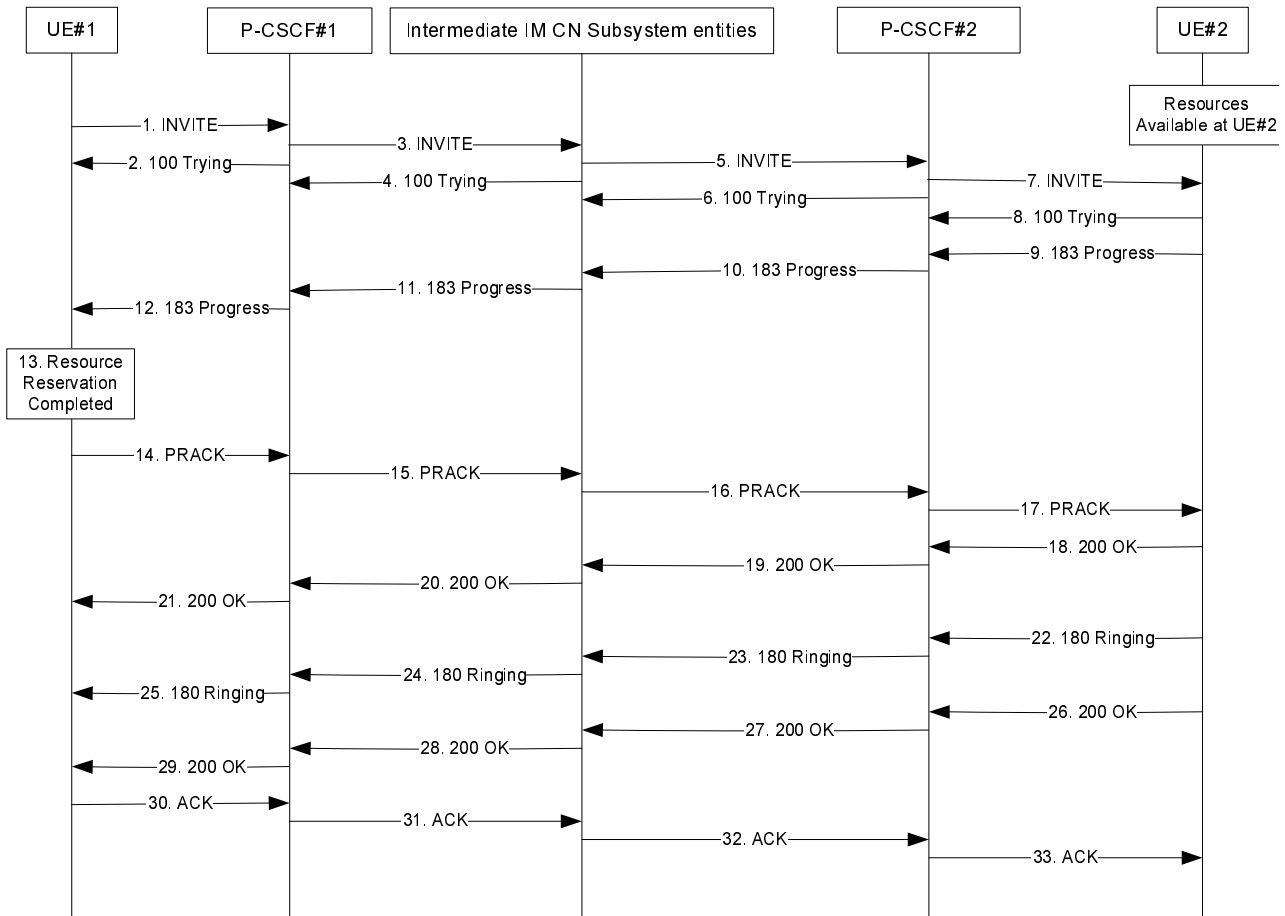 UE#1
P-CSCF#1
Intermediate IM CN Subsystem entities
P-CSCF#2
UE#2
Resources
Available at UE#2
1. INVITE
2. 100 Trying
3. INVITE
4. 100 Trying
5. INVITE
6. 100 Trying
7. INVITE
8. 100 Trying
9. 183 Progress
10. 183 Progress
11. 183 Progress
12. 183 Progress
13. Resource
Reservation
Completed
14. PRACK
15. PRACK
16. PRACK
17. PRACK
18. 200 OK
19. 200 OK
20. 200 OK
21. 200 OK
22. 180 Ringing
23. 180 Ringing
24. 180 Ringing
25. 180 Ringing
26. 200 OK
27. 200 OK
28. 200 OK
29. 200 OK
30. ACK
31. ACK
32. ACK
33. ACK